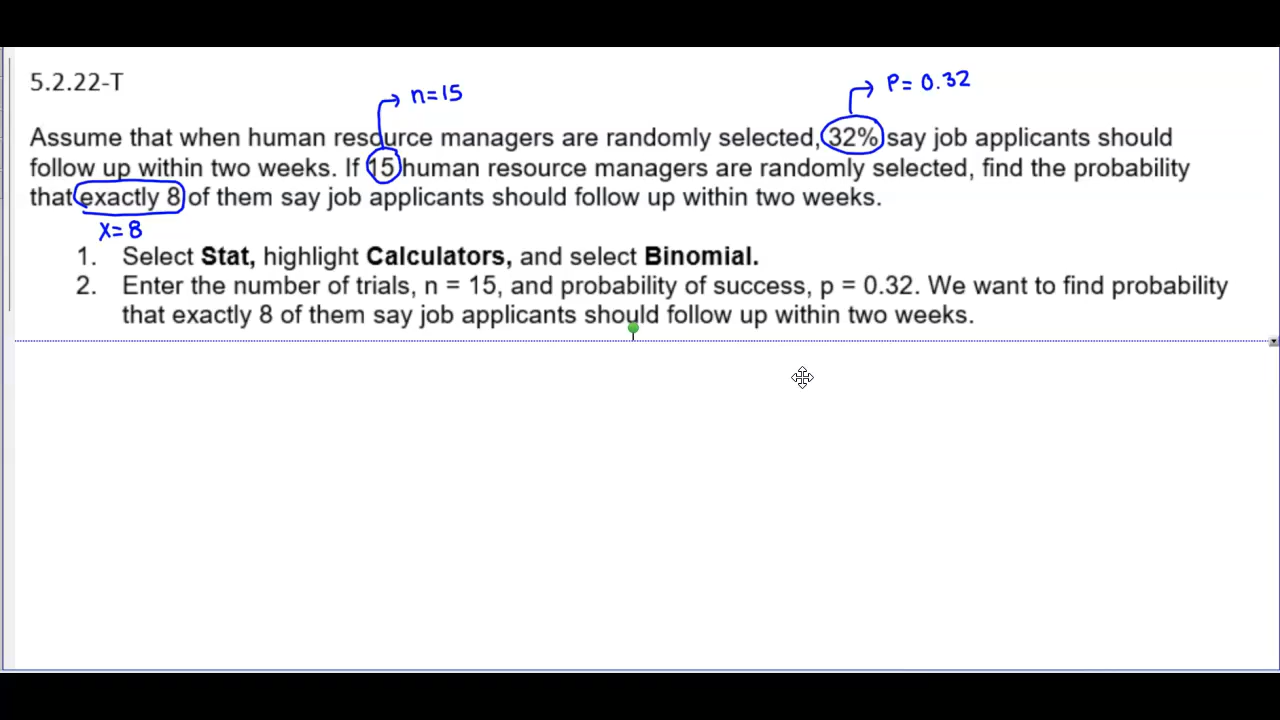 5.2.22-T
n=15
P= 0.32
Assume that when human resource managers are randomly selected, 32% say job applicants should
follow up within two weeks. If 15 human resource managers are randomly selected, find the probability
that exactly 8 of them say job applicants should follow up within two weeks.
x= 8
1. Select Stat, highlight Calculators, and select Binomial.
2. Enter the number of trials, n = 15, and probability of success, p = 0.32. We want to find probability
that exactly 8 of them say job applicants should follow up within two weeks.